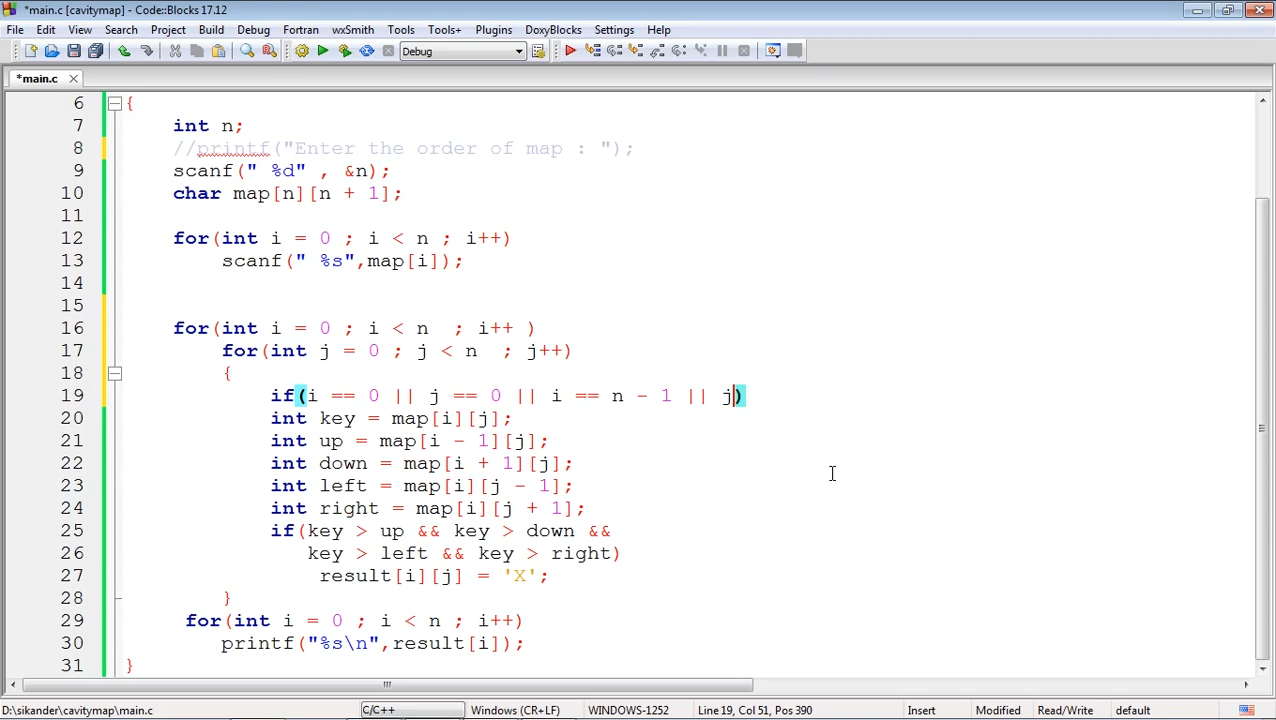 *main.c [cavitymap] - Code::Blocks 17.12
File Edit View Search Project Build Debug Fortran wxSmith Tools Tools+ Plugins DoxyBlocks Settings Help
Debug
*main.c
6 {
7 int n;
8 //printf("Enter the order of map : ");
9 scanf(" %d" , &n);
10 char map[n][n + 1];
11
12 for(int i = 0 ; i < n ; i++)
13 scanf(" %s",map[i]);
14
15
16 for(int i = 0 ; i < n  ; i++ )
17 for(int j = 0 ; j < n  ; j++)
18 {
19 if(i == 0 || j == 0 || i == n - 1 || j)
20 int key = map[i][j];
21 int up = map[i - 1][j];
22 int down = map[i + 1][j];
23 int left = map[i][j - 1];
24 int right = map[i][j + 1];
25 if(key > up && key > down &&
26 key > left && key > right)
27 result[i][j] = 'X';
28 }
29 for(int i = 0 ; i < n ; i++)
30 printf("%s\n",result[i]);
31 }
D:\sikander\cavitymap\main.c C/C++ Windows (CR+LF) WINDOWS-1252 Line 19, Col 51, Pos 390 Insert Modified Read/Write default